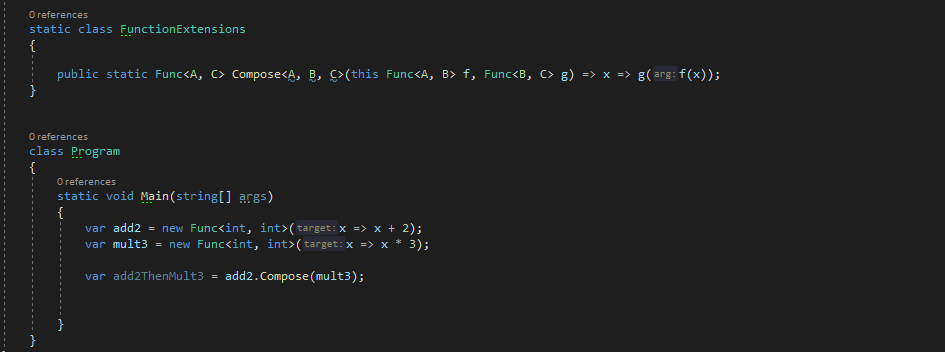 0 references
static class FunctionExtensions
{
public static Func<A, C> Compose<A, B, C>(this Func<A, B> f, Func<B, C> g) => x => g(arg: f(x));
}
0 references
class Program
{
0 references
static void Main(string[] args)
{
var add2 = new Func<int, int>(target: x => x + 2);
var mult3 = new Func<int, int>(target: x => x * 3);
var add2ThenMult3 = add2.Compose(mult3);
}
}